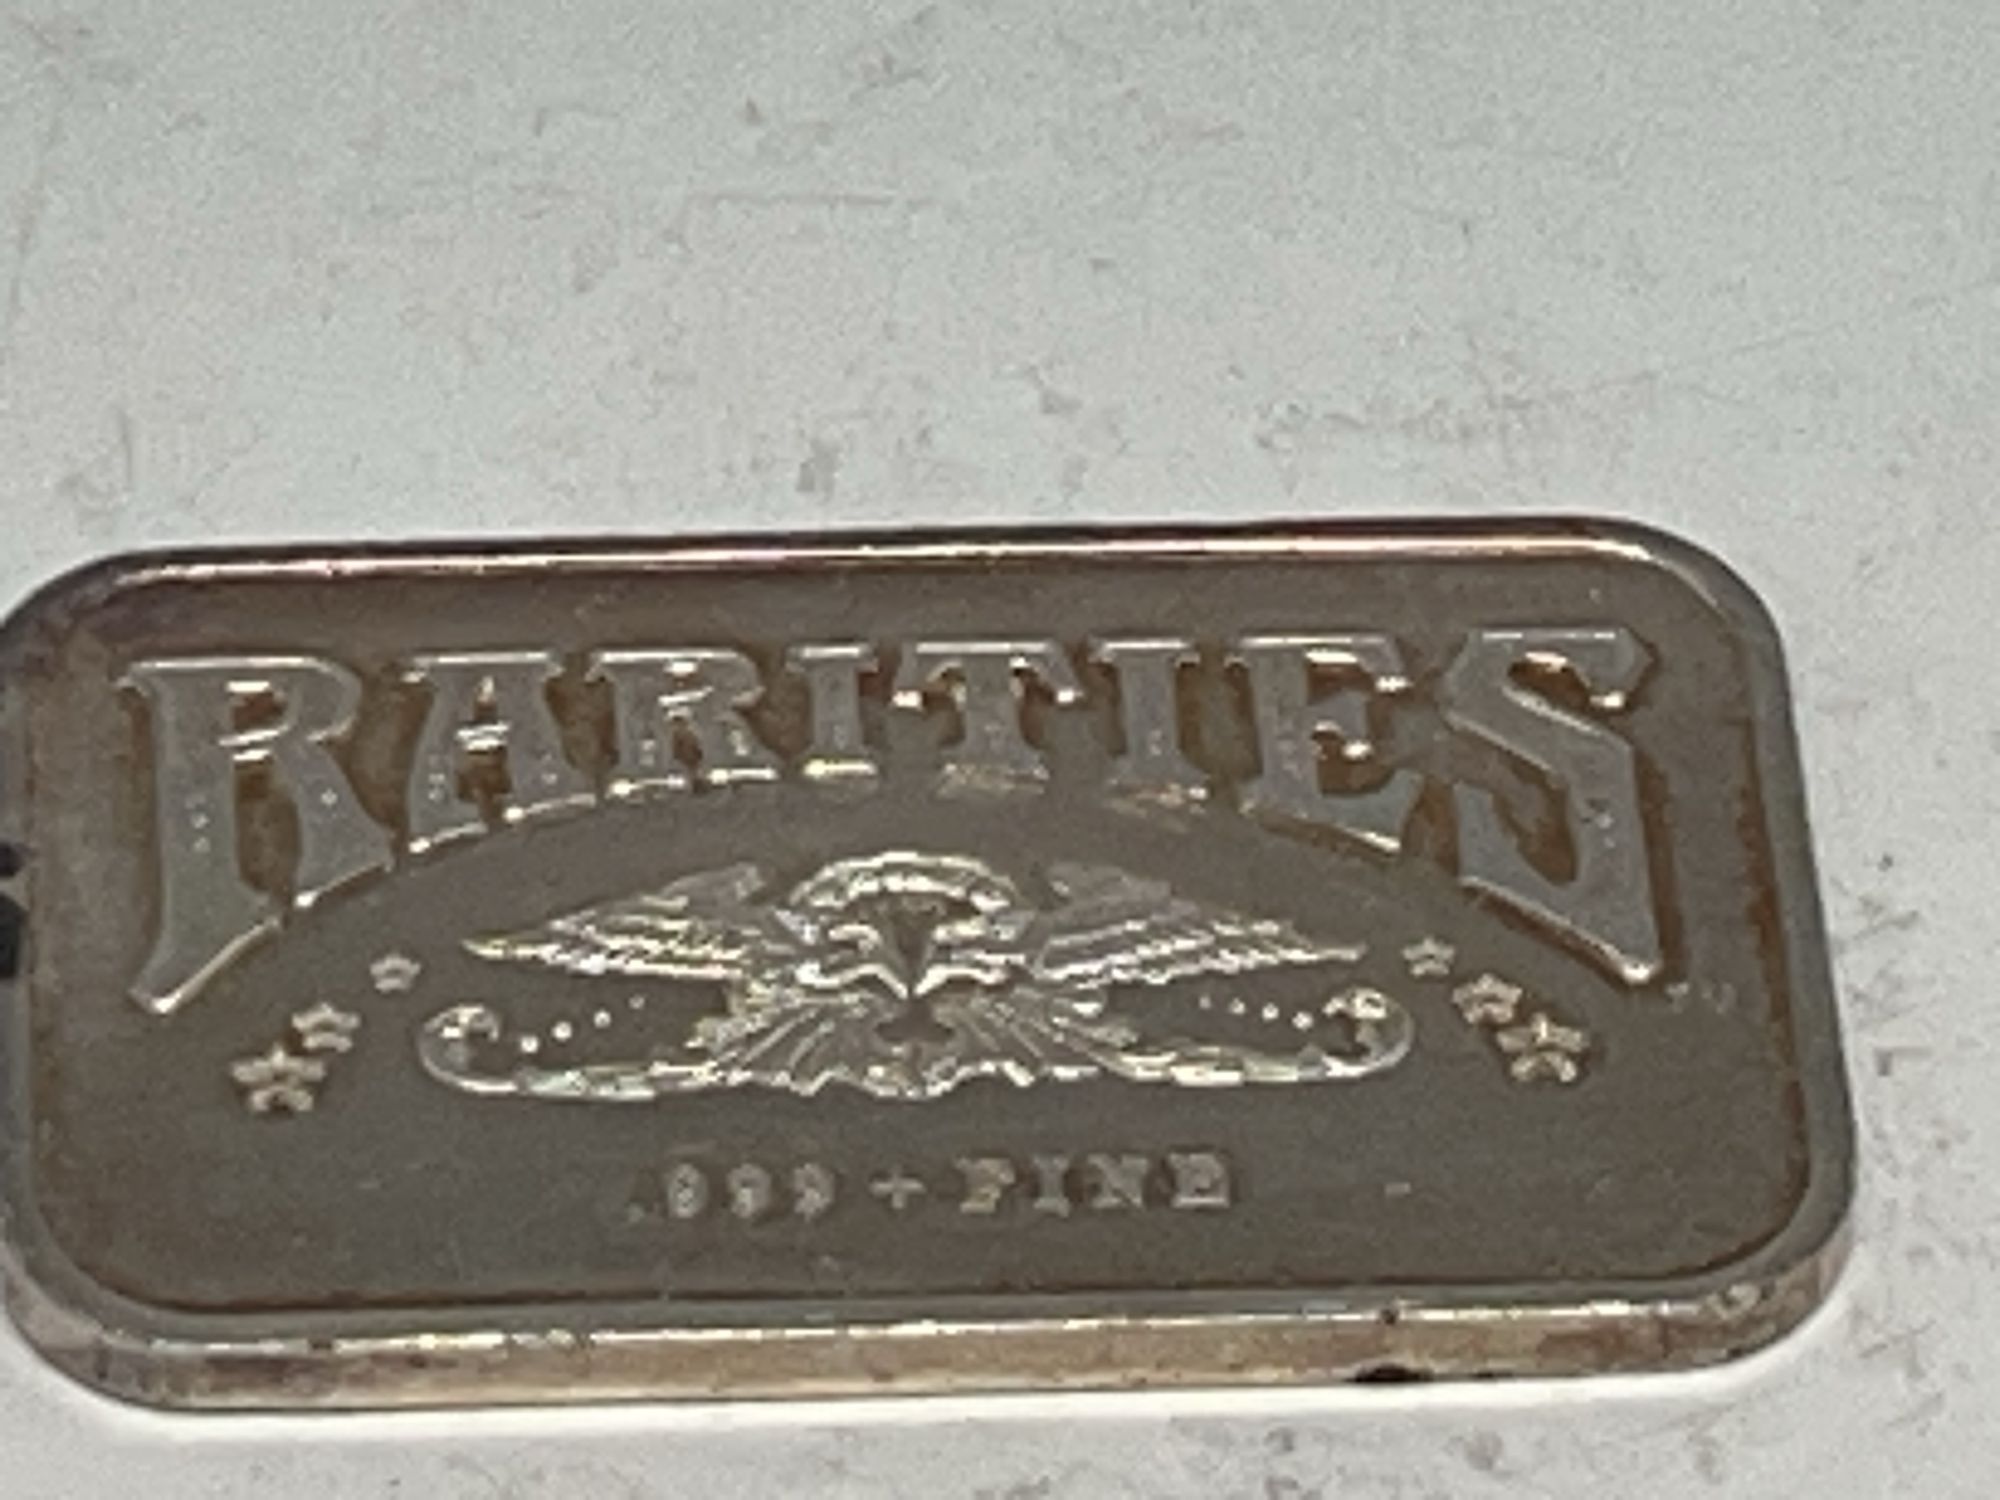 RARITIES
.999 + FINE